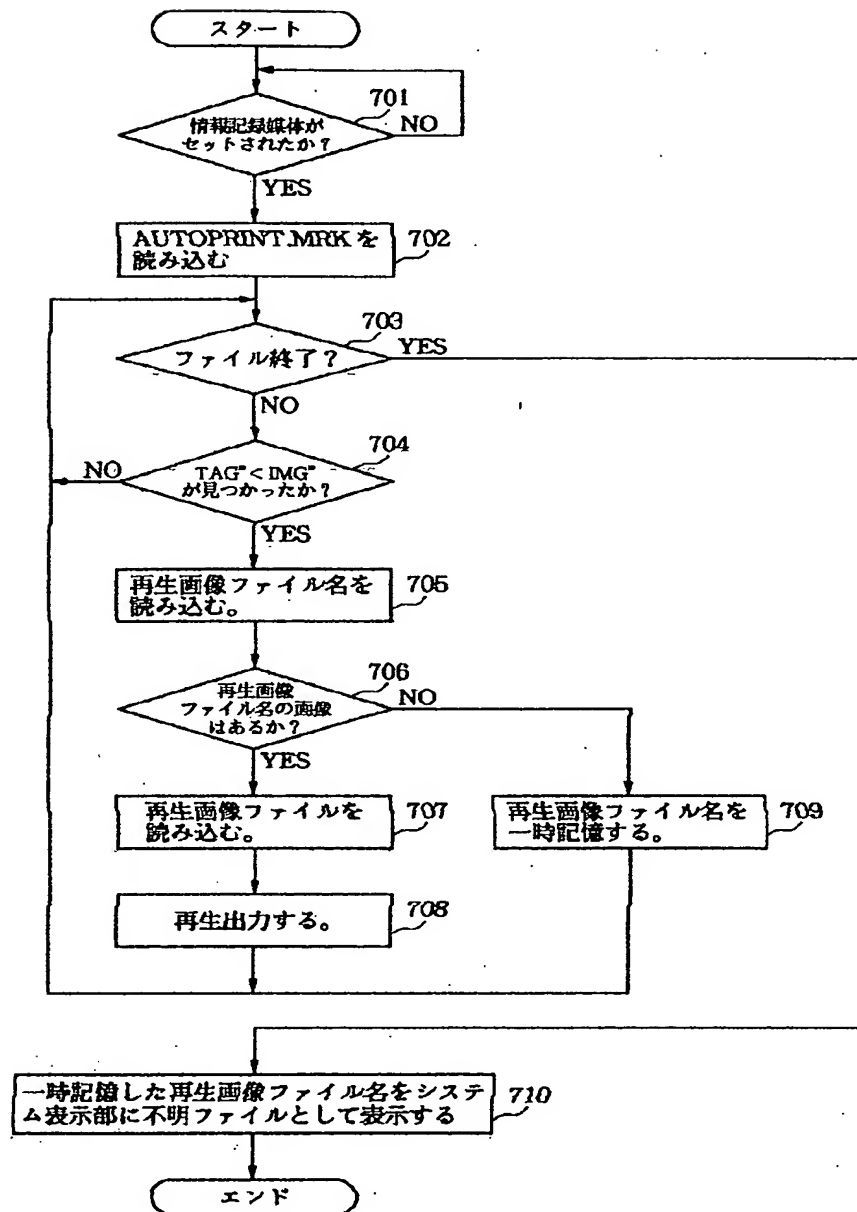 スタート
701
情報記録媒体が
セットされたか？
NO
YES
AUTOPRINT.MRKを
読み込む
702
703
ファイル終了？
YES
NO
704
NO
TAG"<IMG"
が見つかったか？
YES
再生画像ファイル名を
読み込む。
705
706
再生画像
ファイル名の画像
はあるか？
NO
YES
再生画像ファイルを
読み込む。
707
再生画像ファイル名を
一時記憶する。
709
再生出力する。
708
一時記憶した再生画像ファイル名をシステ
ム表示部に不明ファイルとして表示する
710
エンド